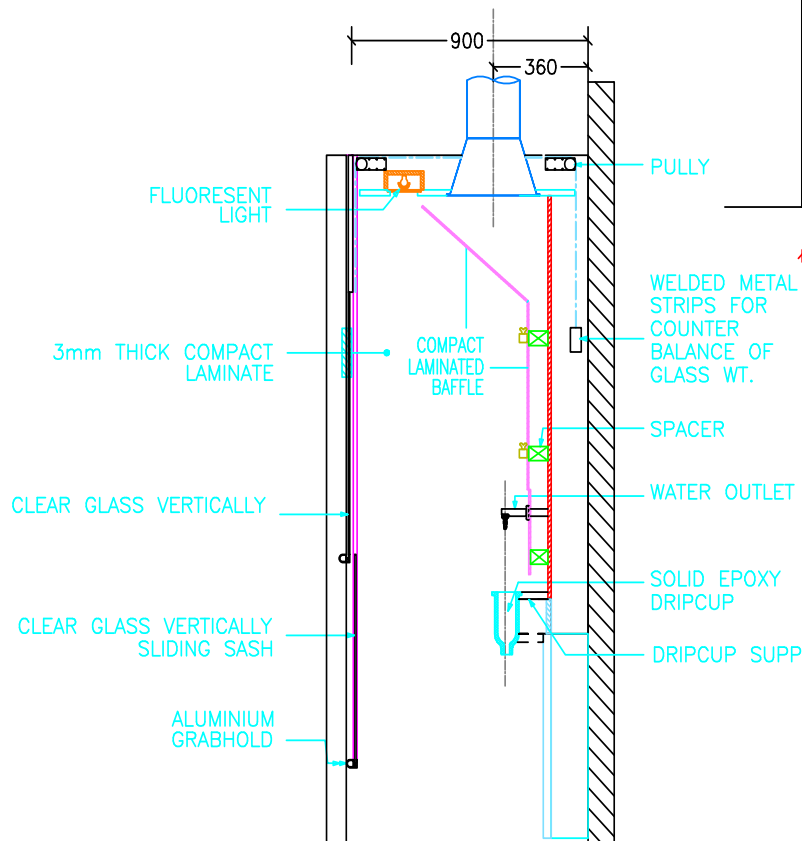 900
360
PULLY
FLUORESENT
LIGHT
WELDED METAL
STRIPS FOR
COUNTER
BALANCE OF
GLASS WT.
3mm THICK COMPACT
LAMINATE
COMPACT
LAMINATED
BAFFLE
SPACER
WATER OUTLET
CLEAR GLASS VERTICALLY
SOLID EPOXY
DRIPCUP
CLEAR GLASS VERTICALLY
SLIDING SASH
DRIPCUP SUPP
ALUMINIUM
GRABHOLD